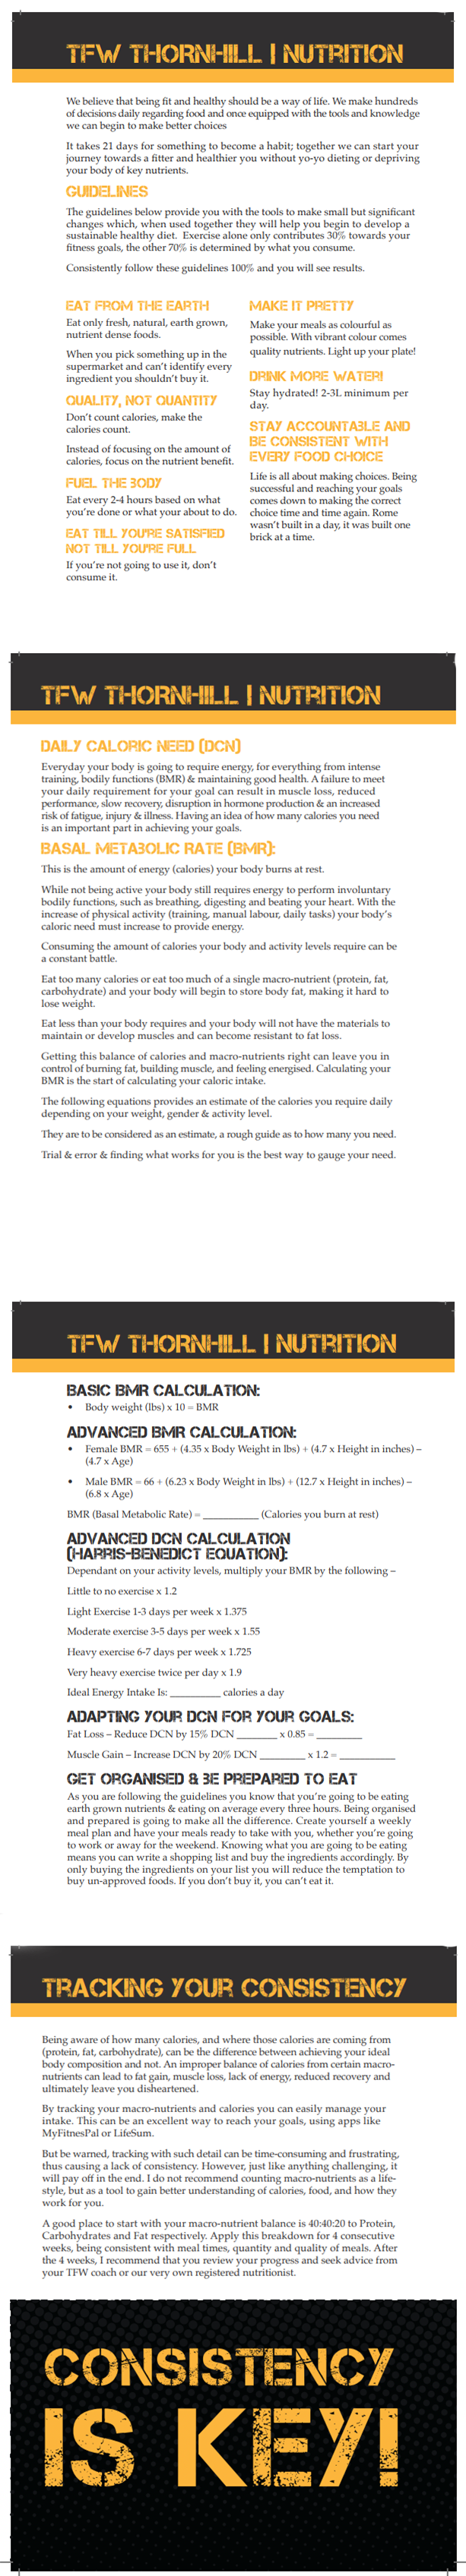 TFW THORNHILL | NUTRITION
We believe that being fit and healthy should be a way of life. We make hundreds
of decisions daily regarding food and once equipped with the tools and knowledge
we can begin to make better choices
It takes 21 days for something to become a habit; together we can start your
journey towards a fitter and healthier you without yo-yo dieting or depriving
your body of key nutrients.
GUIDELINES
The guidelines below provide you with the tools to make small but significant
changes which, when used together they will help you begin to develop a
sustainable healthy diet. Exercise alone only contributes 30% towards your
fitness goals, the other 70% is determined by what you consume.
Consistently follow these guidelines 100% and you will see results.
EAT FROM THE EARTH
Eat only fresh, natural, earth grown,
nutrient dense foods.
When you pick something up in the
supermarket and can't identify every
ingredient you shouldn't buy it.
QUALITY, NOT QUANTITY
Don't count calories, make the
calories count.
Instead of focusing on the amount of
calories, focus on the nutrient benefit.
FUEL THE BODY
Eat every 2-4 hours based on what
you're done or what your about to do.
EAT TILL YOU'RE SATISFIED
NOT TILL YOU'RE FULL
If you're not going to use it, don't
consume it.
MAKE IT PRETTY
Make your meals as colourful as
possible. With vibrant colour comes
quality nutrients. Light up your plate!
DRINK MORE WATER!
Stay hydrated! 2-3L minimum per
day.
STAY ACCOUNTABLE AND
BE CONSISTENT WITH
EVERY FOOD CHOICE
Life is all about making choices. Being
successful and reaching your goals
comes down to making the correct
choice time and time again. Rome
wasn't built in a day, it was built one
brick at a time.
TFW THORNHILL | NUTRITION
DAILY CALORIC NEED (DCN)
Everyday your body is going to require energy, for everything from intense
training, bodily functions (BMR) & maintaining good health. A failure to meet
your daily requirement for your goal can result in muscle loss, reduced
performance, slow recovery, disruption in hormone production & an increased
risk of fatigue, injury & illness. Having an idea of how many calories you need
is an important part in achieving your goals.
BASAL METABOLIC RATE (BMR):
This is the amount of energy (calories) your body burns at rest.
While not being active your body still requires energy to perform involuntary
bodily functions, such as breathing, digesting and beating your heart. With the
increase of physical activity (training, manual labour, daily tasks) your body's
caloric need must increase to provide energy.
Consuming the amount of calories your body and activity levels require can be
a constant battle.
Eat too many calories or eat too much of a single macro-nutrient (protein, fat,
carbohydrate) and your body will begin to store body fat, making it hard to
lose weight.
Eat less than your body requires and your body will not have the materials to
maintain or develop muscles and can become resistant to fat loss.
Getting this balance of calories and macro-nutrients right can leave you in
control of burning fat, building muscle, and feeling energised. Calculating your
BMR is the start of calculating your caloric intake.
The following equations provides an estimate of the calories you require daily
depending on your weight, gender & activity level.
They are to be considered as an estimate, a rough guide as to how many you need.
Trial & error & finding what works for you is the best way to gauge your need.
TFW THORNHILL | NUTRITION
BASIC BMR CALCULATION:
• Body weight (lbs) x 10 = BMR
ADVANCED BMR CALCULATION:
• Female BMR = 655 + (4.35 x Body Weight in lbs) + (4.7 x Height in inches) –
(4.7 x Age)
• Male BMR = 66 + (6.23 x Body Weight in lbs) + (12.7 x Height in inches) –
(6.8 x Age)
BMR (Basal Metabolic Rate) = ___________ (Calories you burn at rest)
ADVANCED DCN CALCULATION
(HARRIS-BENEDICT EQUATION):
Dependant on your activity levels, multiply your BMR by the following –
Little to no exercise x 1.2
Light Exercise 1-3 days per week x 1.375
Moderate exercise 3-5 days per week x 1.55
Heavy exercise 6-7 days per week x 1.725
Very heavy exercise twice per day x 1.9
Ideal Energy Intake Is: __________ calories a day
ADAPTING YOUR DCN FOR YOUR GOALS:
Fat Loss – Reduce DCN by 15% DCN ________ x 0.85 = _________
Muscle Gain – Increase DCN by 20% DCN _________ x 1.2 = ___________
GET ORGANISED & BE PREPARED TO EAT
As you are following the guidelines you know that you're going to be eating
earth grown nutrients & eating on average every three hours. Being organised
and prepared is going to make all the difference. Create yourself a weekly
meal plan and have your meals ready to take with you, whether you're going
to work or away for the weekend. Knowing what you are going to be eating
means you can write a shopping list and buy the ingredients accordingly. By
only buying the ingredients on your list you will reduce the temptation to
buy un-approved foods. If you don't buy it, you can't eat it.
TRACKING YOUR CONSISTENCY
Being aware of how many calories, and where those calories are coming from
(protein, fat, carbohydrate), can be the difference between achieving your ideal
body composition and not. An improper balance of calories from certain macro-
nutrients can lead to fat gain, muscle loss, lack of energy, reduced recovery and
ultimately leave you disheartened.
By tracking your macro-nutrients and calories you can easily manage your
intake. This can be an excellent way to reach your goals, using apps like
MyFitnesPal or LifeSum.
But be warned, tracking with such detail can be time-consuming and frustrating,
thus causing a lack of consistency. However, just like anything challenging, it
will pay off in the end. I do not recommend counting macro-nutrients as a life-
style, but as a tool to gain better understanding of calories, food, and how they
work for you.
A good place to start with your macro-nutrient balance is 40:40:20 to Protein,
Carbohydrates and Fat respectively. Apply this breakdown for 4 consecutive
weeks, being consistent with meal times, quantity and quality of meals. After
the 4 weeks, I recommend that you review your progress and seek advice from
your TFW coach or our very own registered nutritionist.
CONSISTENCY
IS KEY!